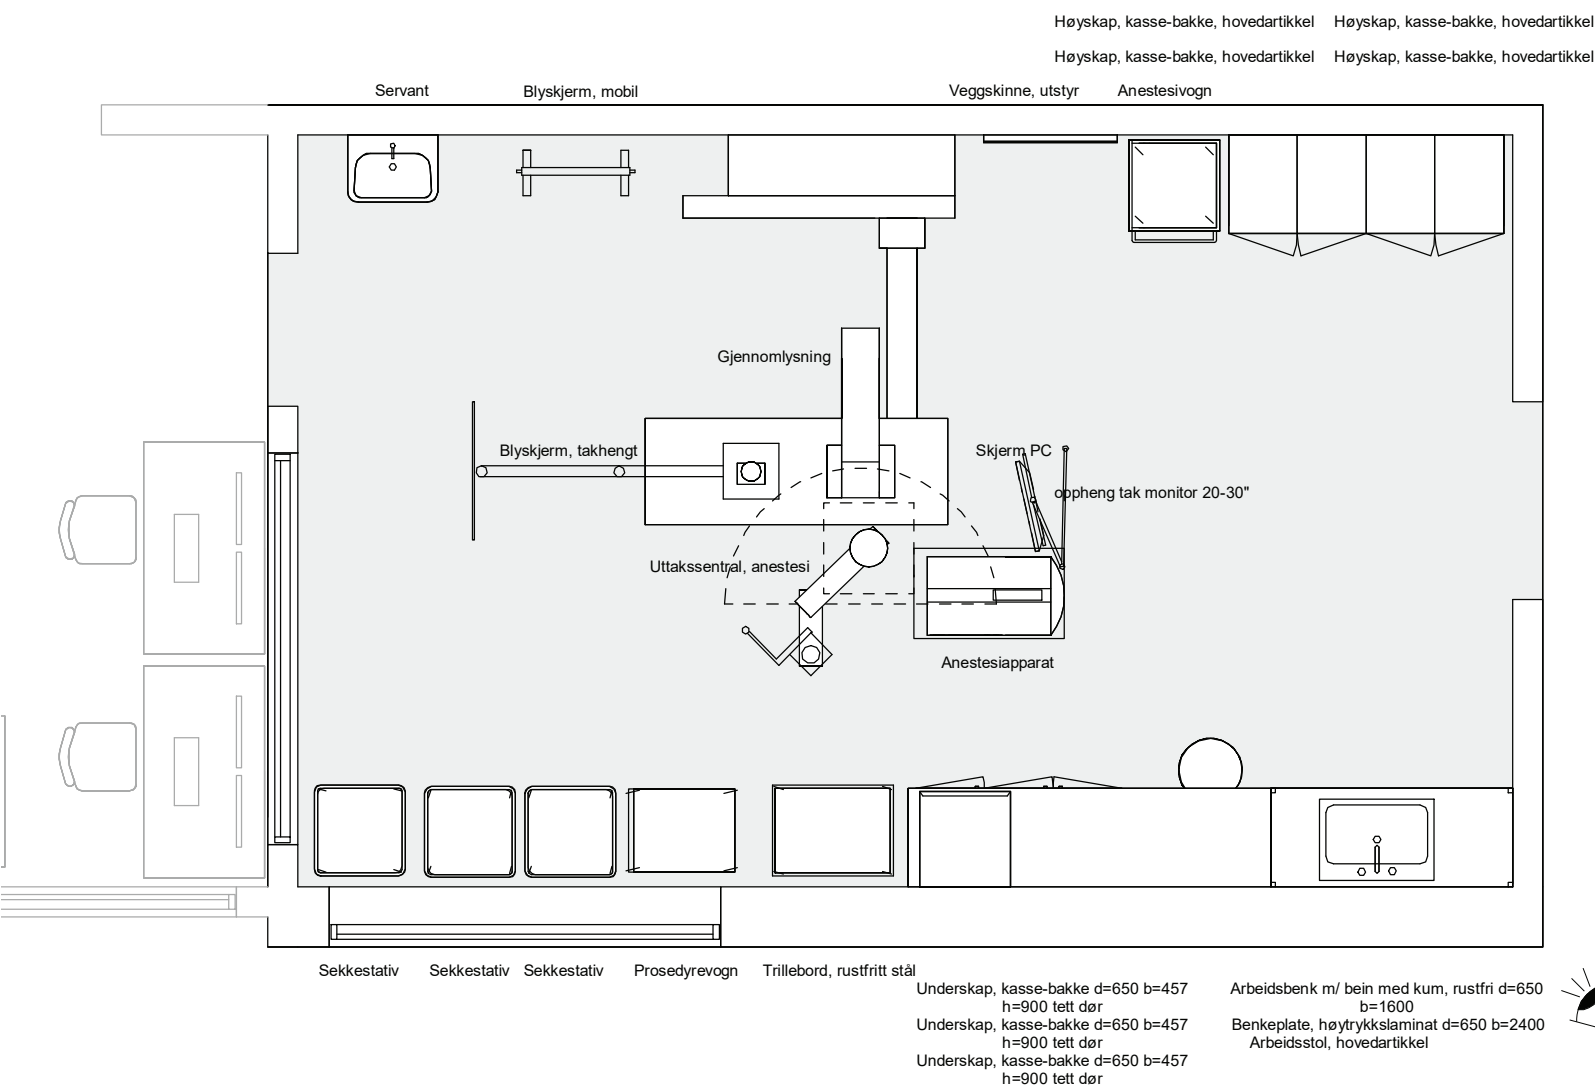 Høyskap, kasse-bakke, hovedartikkel Høyskap, kasse-bakke, hovedartikkel
Høyskap, kasse-bakke, hovedartikkel Høyskap, kasse-bakke, hovedartikkel
Servant
Blyskjerm, mobil
Veggskinne, utstyr
Anestesivogn
Gjennomlysning
Blyskjerm, takhengt
Skjerm PC
oppheng tak monitor 20-30"
Uttakssentral, anestesi
Anestesiapparat
Sekkestativ
Sekkestativ
Sekkestativ
Prosedyrevogn
Trillebord, rustfritt stål
Underskap, kasse-bakke d=650 b=457
h=900 tett dør
Underskap, kasse-bakke d=650 b=457
h=900 tett dør
Underskap, kasse-bakke d=650 b=457
h=900 tett dør
Arbeidsbenk m/ bein med kum, rustfri d=650
b=1600
Benkeplate, høytrykkslaminat d=650 b=2400
Arbeidsstol, hovedartikkel